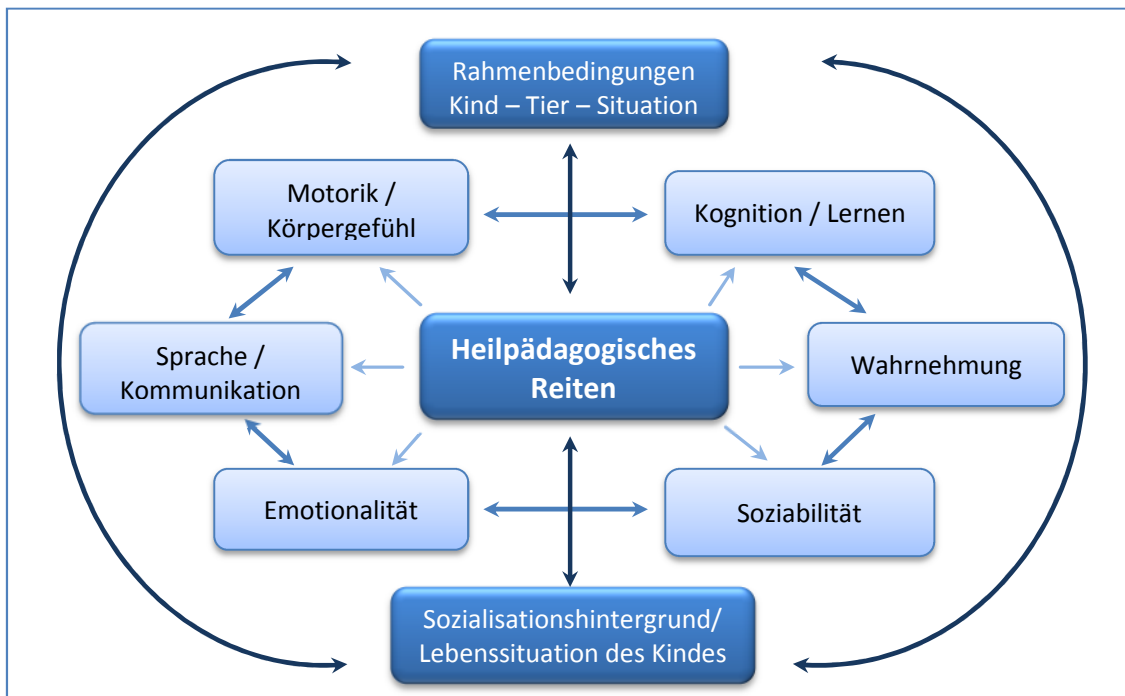 Rahmenbedingungen
Kind – Tier – Situation
Motorik /
Körpergefühl
Kognition / Lernen
Sprache /
Kommunikation
Heilpädagogisches
Reiten
Wahrnehmung
Emotionalität
Soziabilität
Sozialisationshintergrund/
Lebenssituation des Kindes